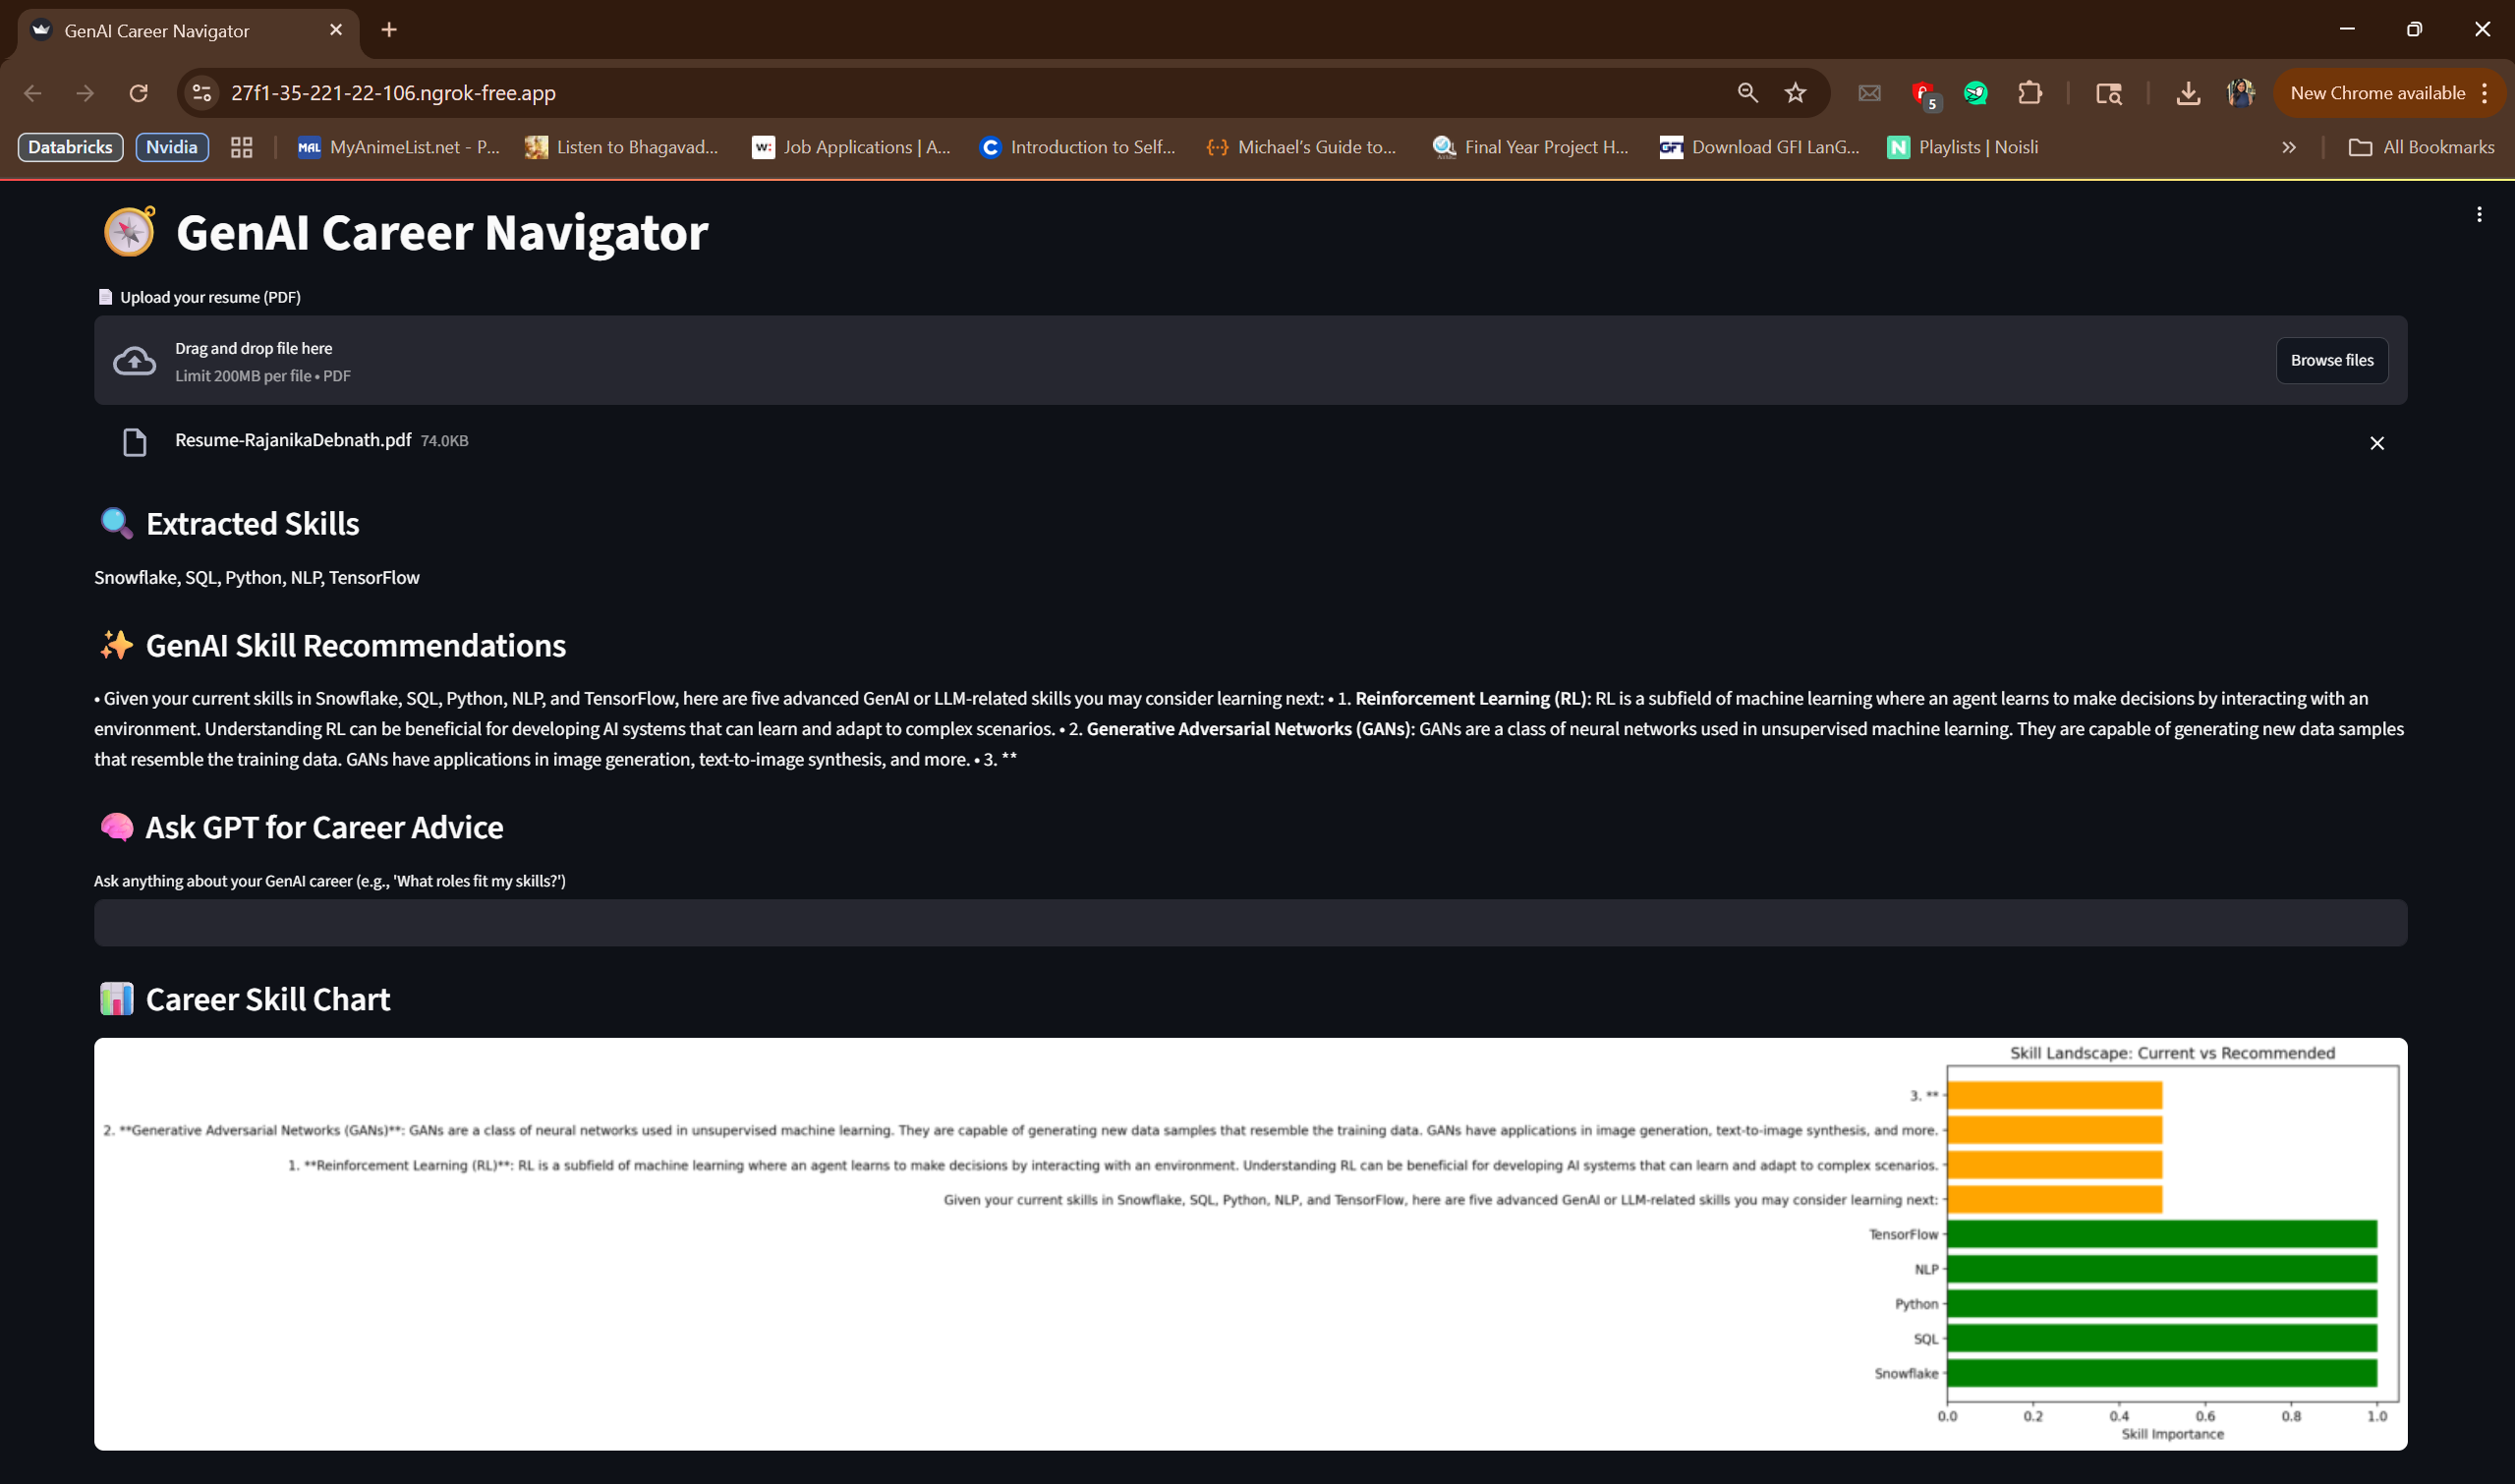 GenAI Career Navigator
27f1-35-221-22-106.ngrok-free.app
5
New Chrome available
Databricks
Nvidia
MAL MyAnimeList.net - P...
Listen to Bhagavad...
w: Job Applications | A...
C Introduction to Self...
{·} Michael's Guide to...
Final Year Project H...
GFI Download GFI LanG...
N Playlists | Noisli
All Bookmarks
GenAI Career Navigator
Upload your resume (PDF)
Drag and drop file here
Limit 200MB per file • PDF
Browse files
Resume-RajanikaDebnath.pdf 74.0KB
Extracted Skills
Snowflake, SQL, Python, NLP, TensorFlow
GenAI Skill Recommendations
• Given your current skills in Snowflake, SQL, Python, NLP, and TensorFlow, here are five advanced GenAI or LLM-related skills you may consider learning next: • 1. Reinforcement Learning (RL): RL is a subfield of machine learning where an agent learns to make decisions by interacting with an
environment. Understanding RL can be beneficial for developing AI systems that can learn and adapt to complex scenarios. • 2. Generative Adversarial Networks (GANs): GANs are a class of neural networks used in unsupervised machine learning. They are capable of generating new data samples
that resemble the training data. GANs have applications in image generation, text-to-image synthesis, and more. • 3. **
Ask GPT for Career Advice
Ask anything about your GenAI career (e.g., 'What roles fit my skills?')
Career Skill Chart
Skill Landscape: Current vs Recommended
3. **
2. **Generative Adversarial Networks (GANs)**: GANs are a class of neural networks used in unsupervised machine learning. They are capable of generating new data samples that resemble the training data. GANs have applications in image generation, text-to-image synthesis, and more.
1. **Reinforcement Learning (RL)**: RL is a subfield of machine learning where an agent learns to make decisions by interacting with an environment. Understanding RL can be beneficial for developing AI systems that can learn and adapt to complex scenarios.
Given your current skills in Snowflake, SQL, Python, NLP, and TensorFlow, here are five advanced GenAI or LLM-related skills you may consider learning next:
TensorFlow
NLP
Python
SQL
Snowflake
0.0 0.2 0.4 0.6 0.8 1.0
Skill Importance